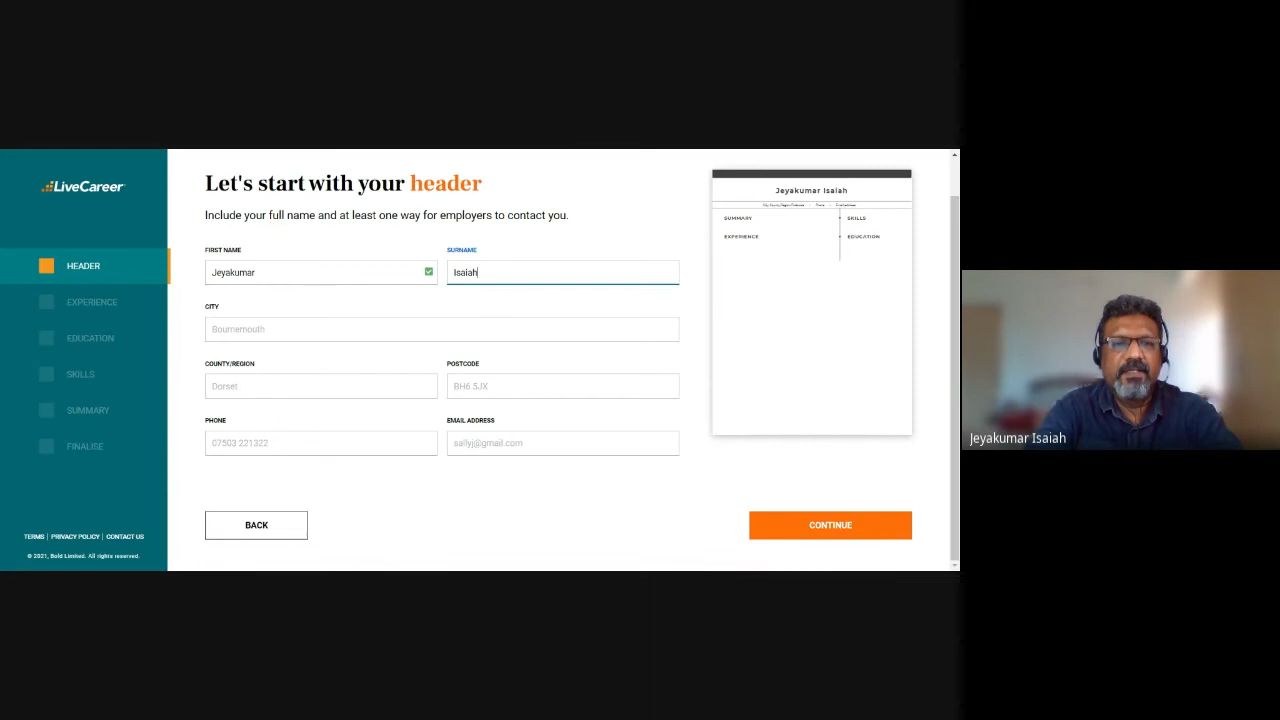 LiveCareer
HEADER
EXPERIENCE
EDUCATION
SKILLS
SUMMARY
FINALISE
TERMS | PRIVACY POLICY | CONTACT US
© 2021, Bold Limited. All rights reserved.
Let's start with your header
Include your full name and at least one way for employers to contact you.
FIRST NAME SURNAME
Jeyakumar Isaiah
CITY
Bournemouth
COUNTY/REGION POSTCODE
Dorset BH6 5JX
PHONE EMAIL ADDRESS
07503 221322 sallyj@gmail.com
BACK CONTINUE
Jeyakumar Isaiah
SUMMARY SKILLS
EXPERIENCE EDUCATION
Jeyakumar Isaiah